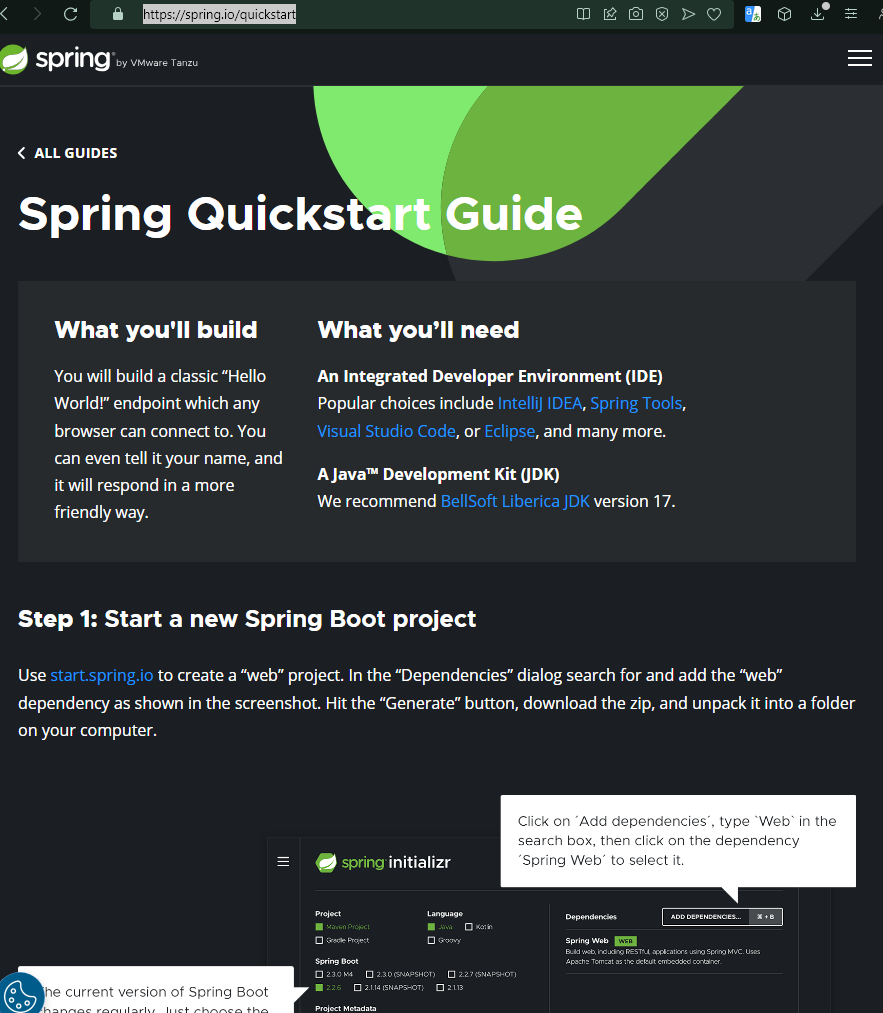 https://spring.io/quickstart
spring by VMware Tanzu
ALL GUIDES
Spring Quickstart Guide
What you'll build
You will build a classic “Hello
World!” endpoint which any
browser can connect to. You
can even tell it your name, and
it will respond in a more
friendly way.
What you’ll need
An Integrated Developer Environment (IDE)
Popular choices include IntelliJ IDEA, Spring Tools,
Visual Studio Code, or Eclipse, and many more.
A Java™ Development Kit (JDK)
We recommend BellSoft Liberica JDK version 17.
Step 1: Start a new Spring Boot project
Use start.spring.io to create a “web” project. In the “Dependencies” dialog search for and add the “web”
dependency as shown in the screenshot. Hit the “Generate” button, download the zip, and unpack it into a folder
on your computer.
Click on ´Add dependencies´, type `Web` in the
search box, then click on the dependency
´Spring Web´ to select it.
spring initializr
Project
Maven Project
Gradle Project
Language
Java Kotlin
Groovy
Spring Boot
2.3.0 M4 2.3.0 (SNAPSHOT) 2.2.7 (SNAPSHOT)
2.2.6 2.1.14 (SNAPSHOT) 2.1.13
Project Metadata
Dependencies
ADD DEPENDENCIES... ⌘ + B
Spring Web WEB
Build web, including RESTful, applications using Spring MVC. Uses
Apache Tomcat as the default embedded container.
current version of Spring Boot
regularly. Just choose the